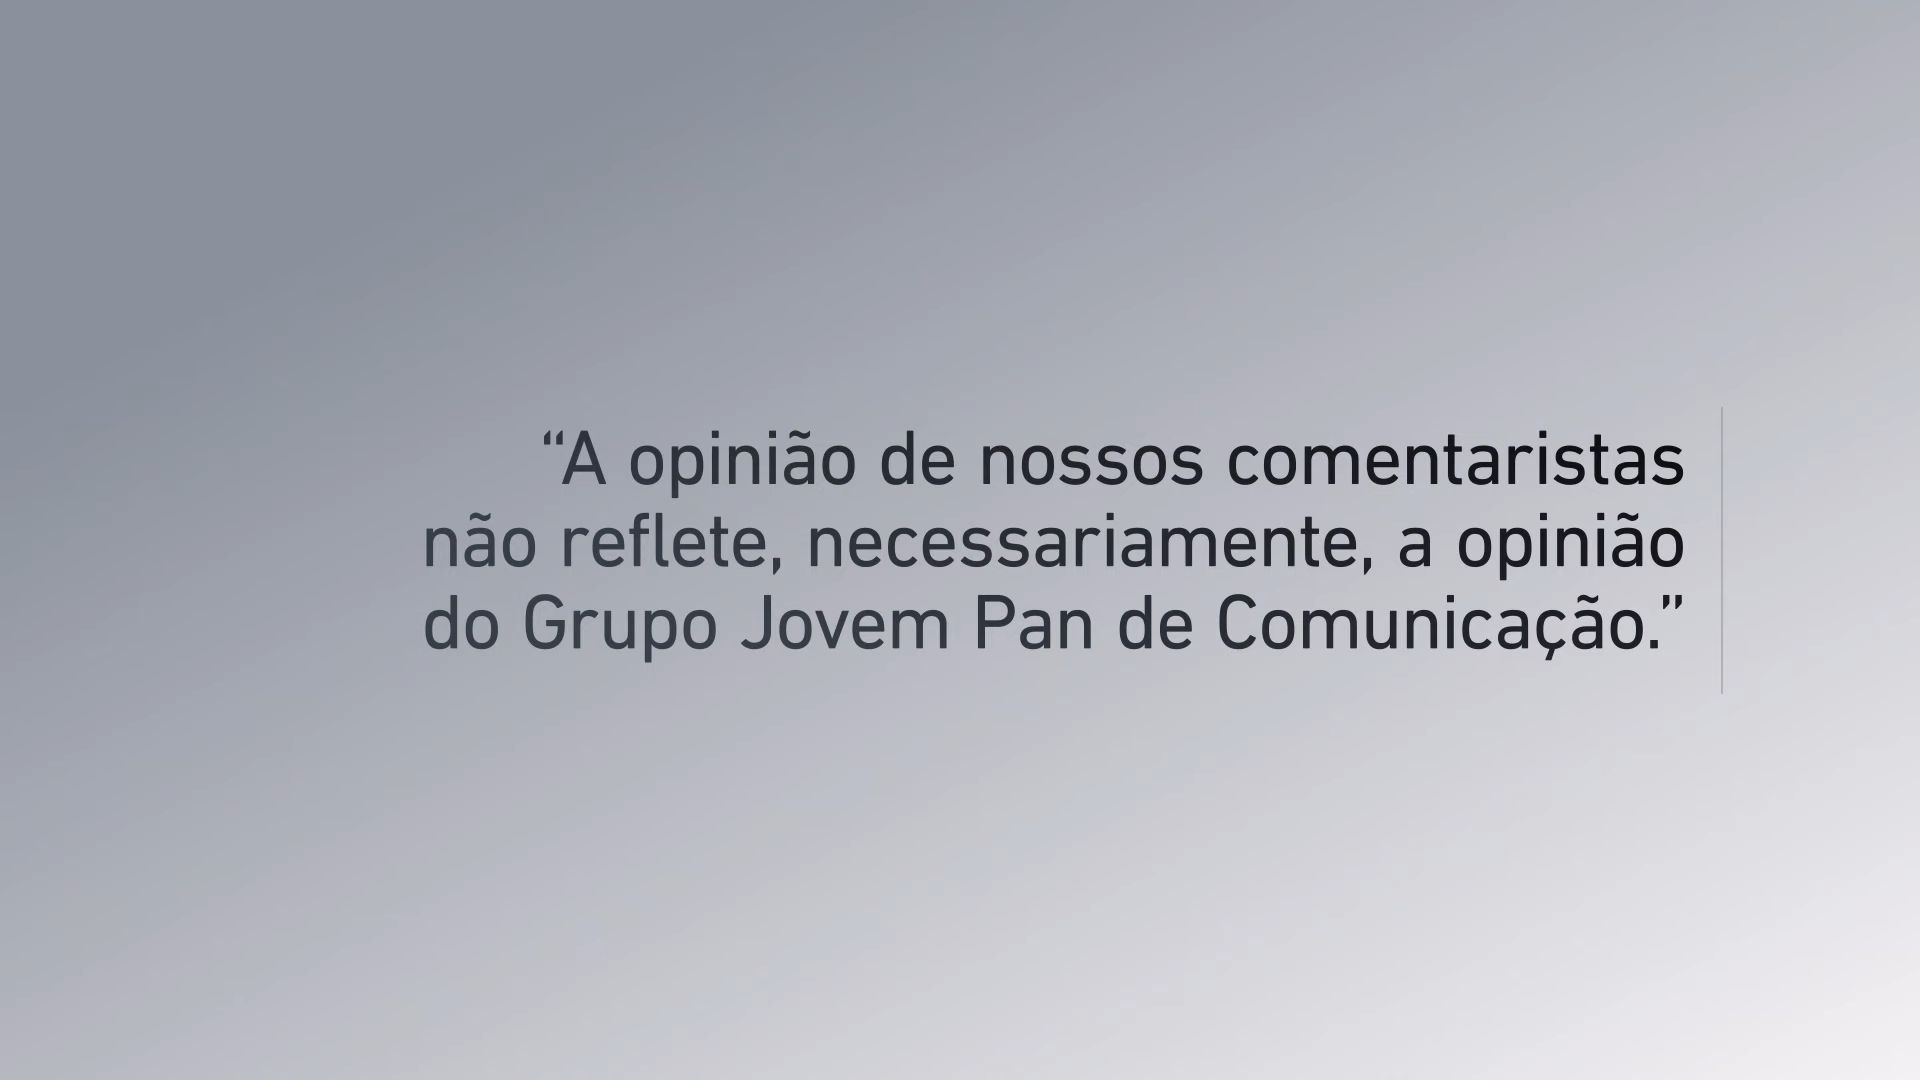 “A opinião de nossos comentaristas
não reflete, necessariamente, a opinião
do Grupo Jovem Pan de Comunicação.”